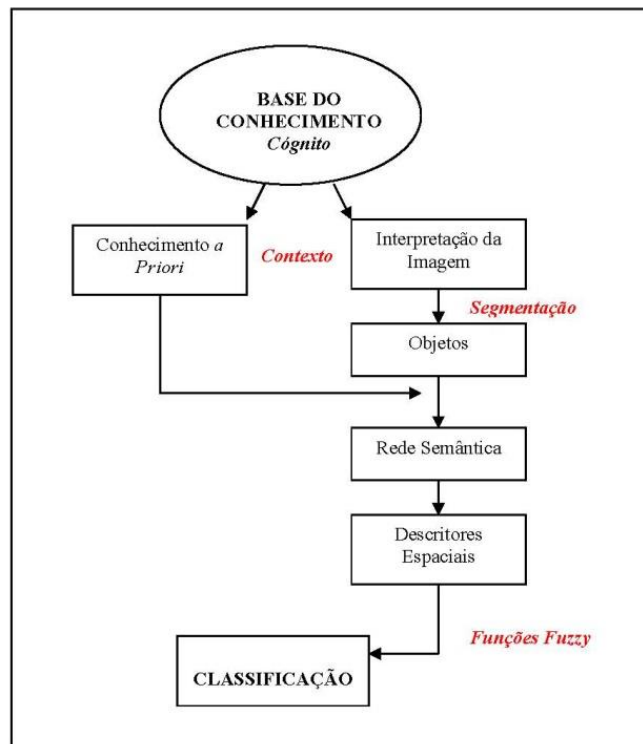 BASE DO
CONHECIMENTO
Cógnito
Conhecimento a
Priori
Contexto
Interpretação da
Imagem
Segmentação
Objetos
Rede Semântica
Descritores
Espaciais
Funções Fuzzy
CLASSIFICAÇÃO